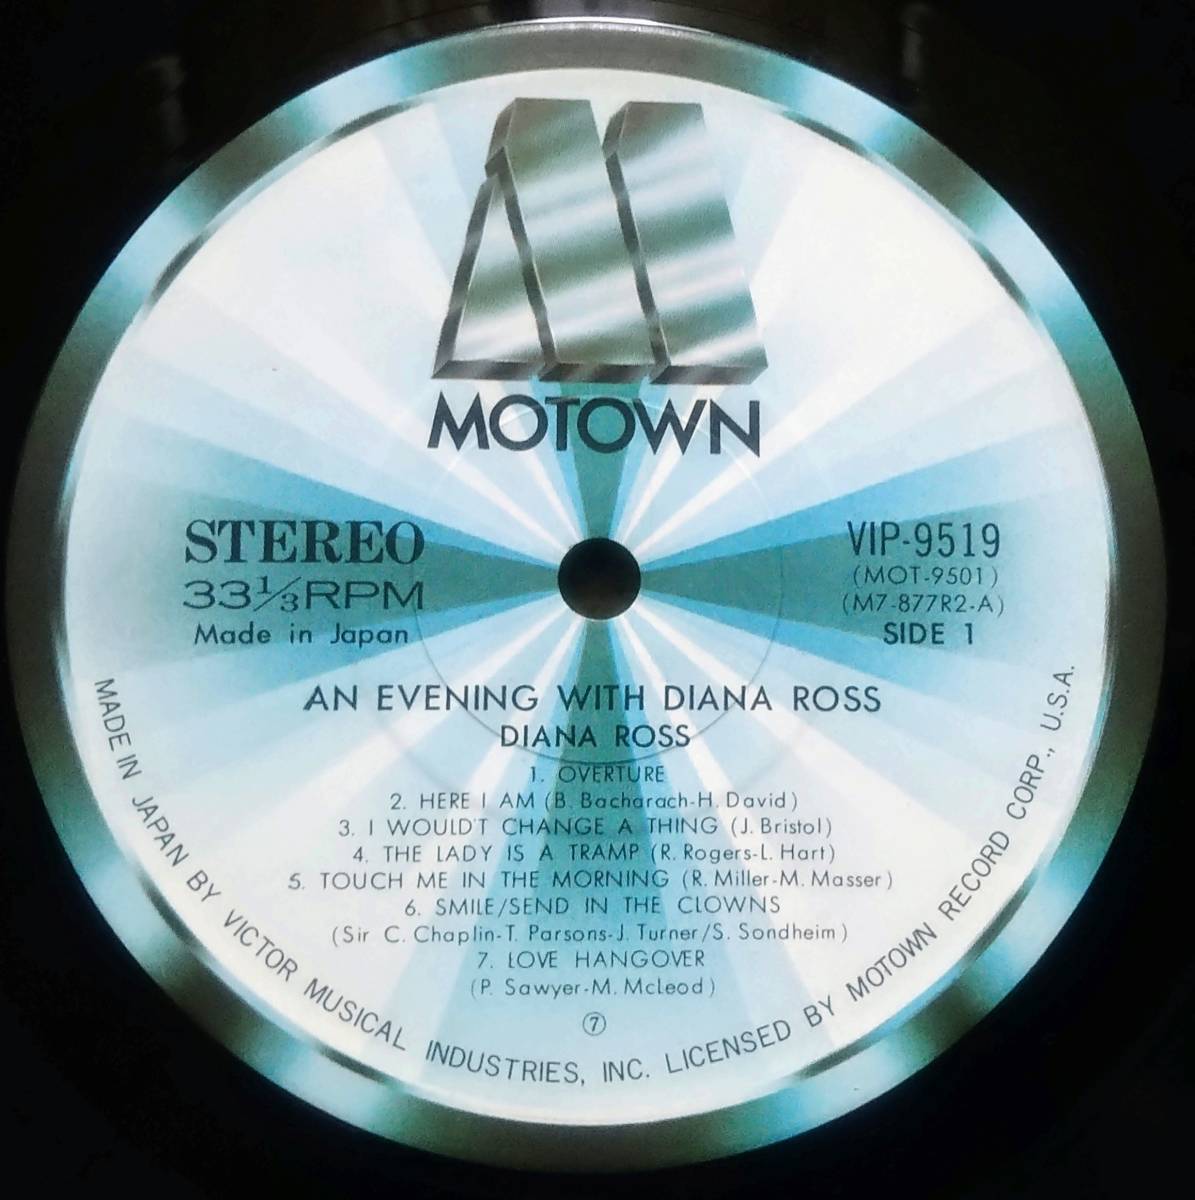 MOTOWN
STEREO
33⅓RPM
Made in Japan
VIP-9519
(MOT-9501)
(M7-877R2-A)
SIDE 1
AN EVENING WITH DIANA ROSS
DIANA ROSS
1. OVERTURE
2. HERE I AM (B. Bacharach-H. David)
3. I WOULD'T CHANGE A THING (J. Bristol)
4. THE LADY IS A TRAMP (R. Rogers-L. Hart)
5. TOUCH ME IN THE MORNING (R. Miller-M. Masser)
6. SMILE/SEND IN THE CLOWNS
(Sir C. Chaplin-T. Parsons-J. Turner/S. Sondheim)
7. LOVE HANGOVER
(P. Sawyer-M. McLeod)
⑦
MADE IN JAPAN BY VICTOR MUSICAL INDUSTRIES, INC. LICENSED BY MOTOWN RECORD CORP., U.S.A.